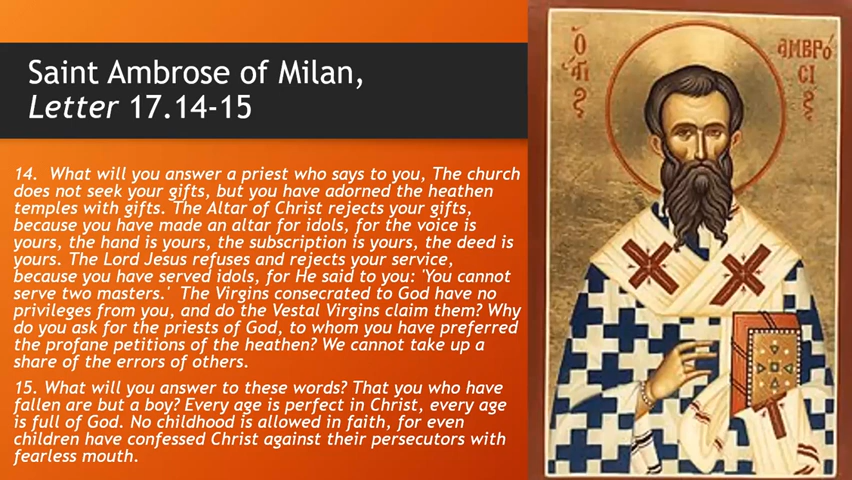 Saint Ambrose of Milan,
Letter 17.14-15
14. What will you answer a priest who says to you, The church
does not seek your gifts, but you have adorned the heathen
temples with gifts. The Altar of Christ rejects your gifts,
because you have made an altar for idols, for the voice is
yours, the hand is yours, the subscription is yours, the deed is
yours. The Lord Jesus refuses and rejects your service,
because you have served idols, for He said to you: 'You cannot
serve two masters.' The Virgins consecrated to God have no
privileges from you, and do the Vestal Virgins claim them? Why
do you ask for the priests of God, to whom you have preferred
the profane petitions of the heathen? We cannot take up a
share of the errors of others.
15. What will you answer to these words? That you who have
fallen are but a boy? Every age is perfect in Christ, every age
is full of God. No childhood is allowed in faith, for even
children have confessed Christ against their persecutors with
fearless mouth.